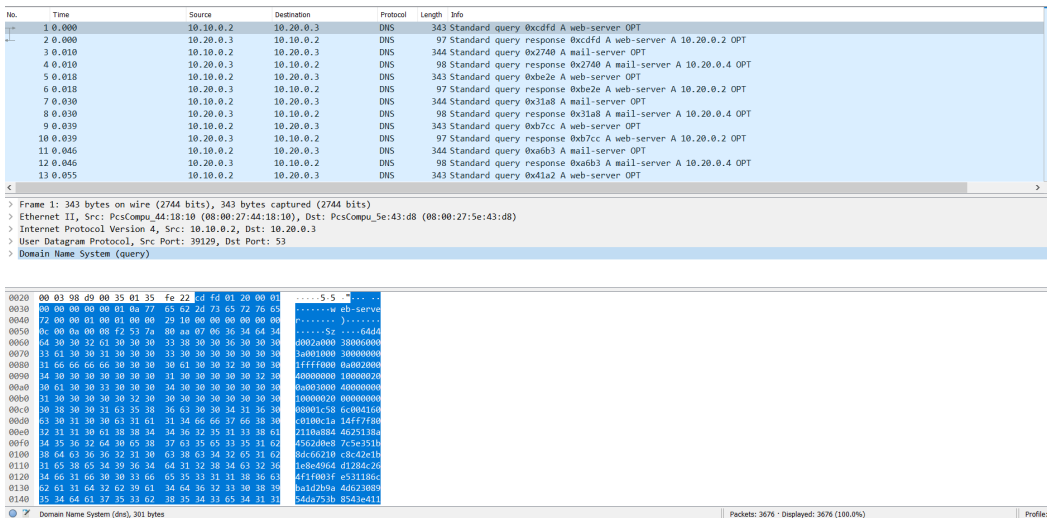 No. Time Source Destination Protocol Length Info
1 0.000 10.10.0.2 10.20.0.3 DNS 343 Standard query 0xcdfd A web-server OPT
2 0.000 10.20.0.3 10.10.0.2 DNS 97 Standard query response 0xcdfd A web-server A 10.20.0.2 OPT
3 0.010 10.10.0.2 10.20.0.3 DNS 344 Standard query 0x2740 A mail-server OPT
4 0.010 10.20.0.3 10.10.0.2 DNS 98 Standard query response 0x2740 A mail-server A 10.20.0.4 OPT
5 0.018 10.10.0.2 10.20.0.3 DNS 343 Standard query 0xbe2e A web-server OPT
6 0.018 10.20.0.3 10.10.0.2 DNS 97 Standard query response 0xbe2e A web-server A 10.20.0.2 OPT
7 0.030 10.10.0.2 10.20.0.3 DNS 344 Standard query 0x31a8 A mail-server OPT
8 0.030 10.20.0.3 10.10.0.2 DNS 98 Standard query response 0x31a8 A mail-server A 10.20.0.4 OPT
9 0.039 10.10.0.2 10.20.0.3 DNS 343 Standard query 0xb7cc A web-server OPT
10 0.039 10.20.0.3 10.10.0.2 DNS 97 Standard query response 0xb7cc A web-server A 10.20.0.2 OPT
11 0.046 10.10.0.2 10.20.0.3 DNS 344 Standard query 0xa6b3 A mail-server OPT
12 0.046 10.20.0.3 10.10.0.2 DNS 98 Standard query response 0xa6b3 A mail-server A 10.20.0.4 OPT
13 0.055 10.10.0.2 10.20.0.3 DNS 343 Standard query 0x41a2 A web-server OPT
> Frame 1: 343 bytes on wire (2744 bits), 343 bytes captured (2744 bits)
> Ethernet II, Src: PcsCompu_44:18:10 (08:00:27:44:18:10), Dst: PcsCompu_5e:43:d8 (08:00:27:5e:43:d8)
> Internet Protocol Version 4, Src: 10.10.0.2, Dst: 10.20.0.3
> User Datagram Protocol, Src Port: 39129, Dst Port: 53
> Domain Name System (query)
0020 00 03 98 d9 00 35 01 35 fe 22 cd fd 01 20 00 01 ·····5·5 ·"··· ··
0030 00 00 00 00 00 01 0a 77 65 62 2d 73 65 72 76 65 ·······w eb-serve
0040 72 00 00 01 00 01 00 00 29 10 00 00 00 00 00 00 r······· )·······
0050 0c 00 0a 00 08 f2 53 7a 80 aa 07 06 36 34 64 34 ······Sz ····64d4
0060 64 30 30 32 61 30 30 30 33 38 30 30 36 30 30 30 d002a000 38006000
0070 33 61 30 30 31 30 30 30 33 30 30 30 30 30 30 30 3a001000 30000000
0080 31 66 66 66 66 30 30 30 30 61 30 30 32 30 30 30 1ffff000 0a002000
0090 34 30 30 30 30 30 30 30 31 30 30 30 30 30 32 30 40000000 10000020
00a0 30 61 30 30 33 30 30 30 34 30 30 30 30 30 30 30 0a003000 40000000
00b0 31 30 30 30 30 30 32 30 30 30 30 30 30 30 30 30 10000020 00000000
00c0 30 38 30 30 31 63 35 38 36 63 30 30 34 31 36 30 08001c58 6c004160
00d0 63 30 31 30 30 63 31 61 31 34 66 66 37 66 38 30 c0100c1a 14ff7f80
00e0 32 31 31 30 61 38 38 34 34 36 32 35 31 33 38 61 2110a884 4625138a
00f0 34 35 36 32 64 30 65 38 37 63 35 65 33 35 31 62 4562d0e8 7c5e351b
0100 38 64 63 36 36 32 31 30 63 38 63 34 32 65 31 62 8dc66210 c8c42e1b
0110 31 65 38 65 34 39 36 34 64 31 32 38 34 63 32 36 1e8e4964 d1284c26
0120 34 66 31 66 30 30 33 66 65 35 33 31 31 38 36 63 4f1f003f e531186c
0130 62 61 31 64 32 62 39 61 34 64 36 32 33 30 38 39 ba1d2b9a 4d623089
0140 35 34 64 61 37 35 33 62 38 35 34 33 65 34 31 31 54da753b 8543e411
Domain Name System (dns), 301 bytes Packets: 3676 · Displayed: 3676 (100.0%) Profile: